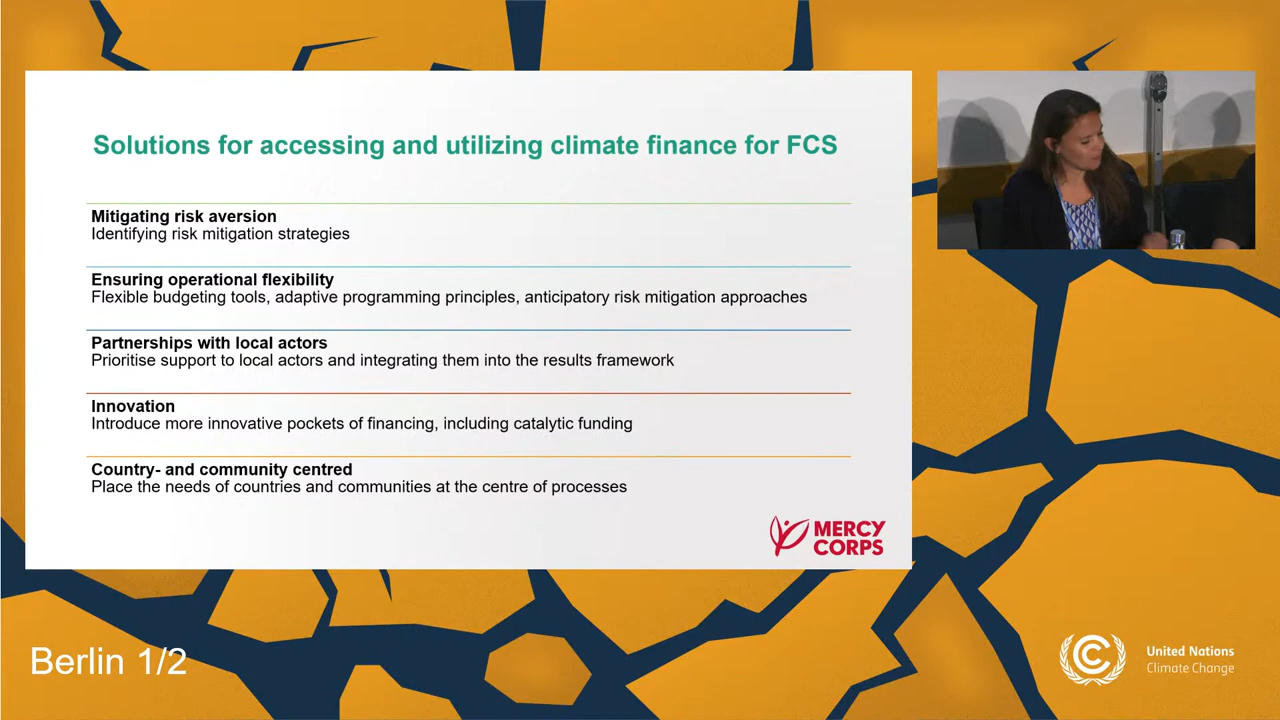 Solutions for accessing and utilizing climate finance for FCS
Mitigating risk aversion
Identifying risk mitigation strategies
Ensuring operational flexibility
Flexible budgeting tools, adaptive programming principles, anticipatory risk mitigation approaches
Partnerships with local actors
Prioritise support to local actors and integrating them into the results framework
Innovation
Introduce more innovative pockets of financing, including catalytic funding
Country- and community centred
Place the needs of countries and communities at the centre of processes
MERCY
CORPS
Berlin 1/2
United Nations
Climate Change